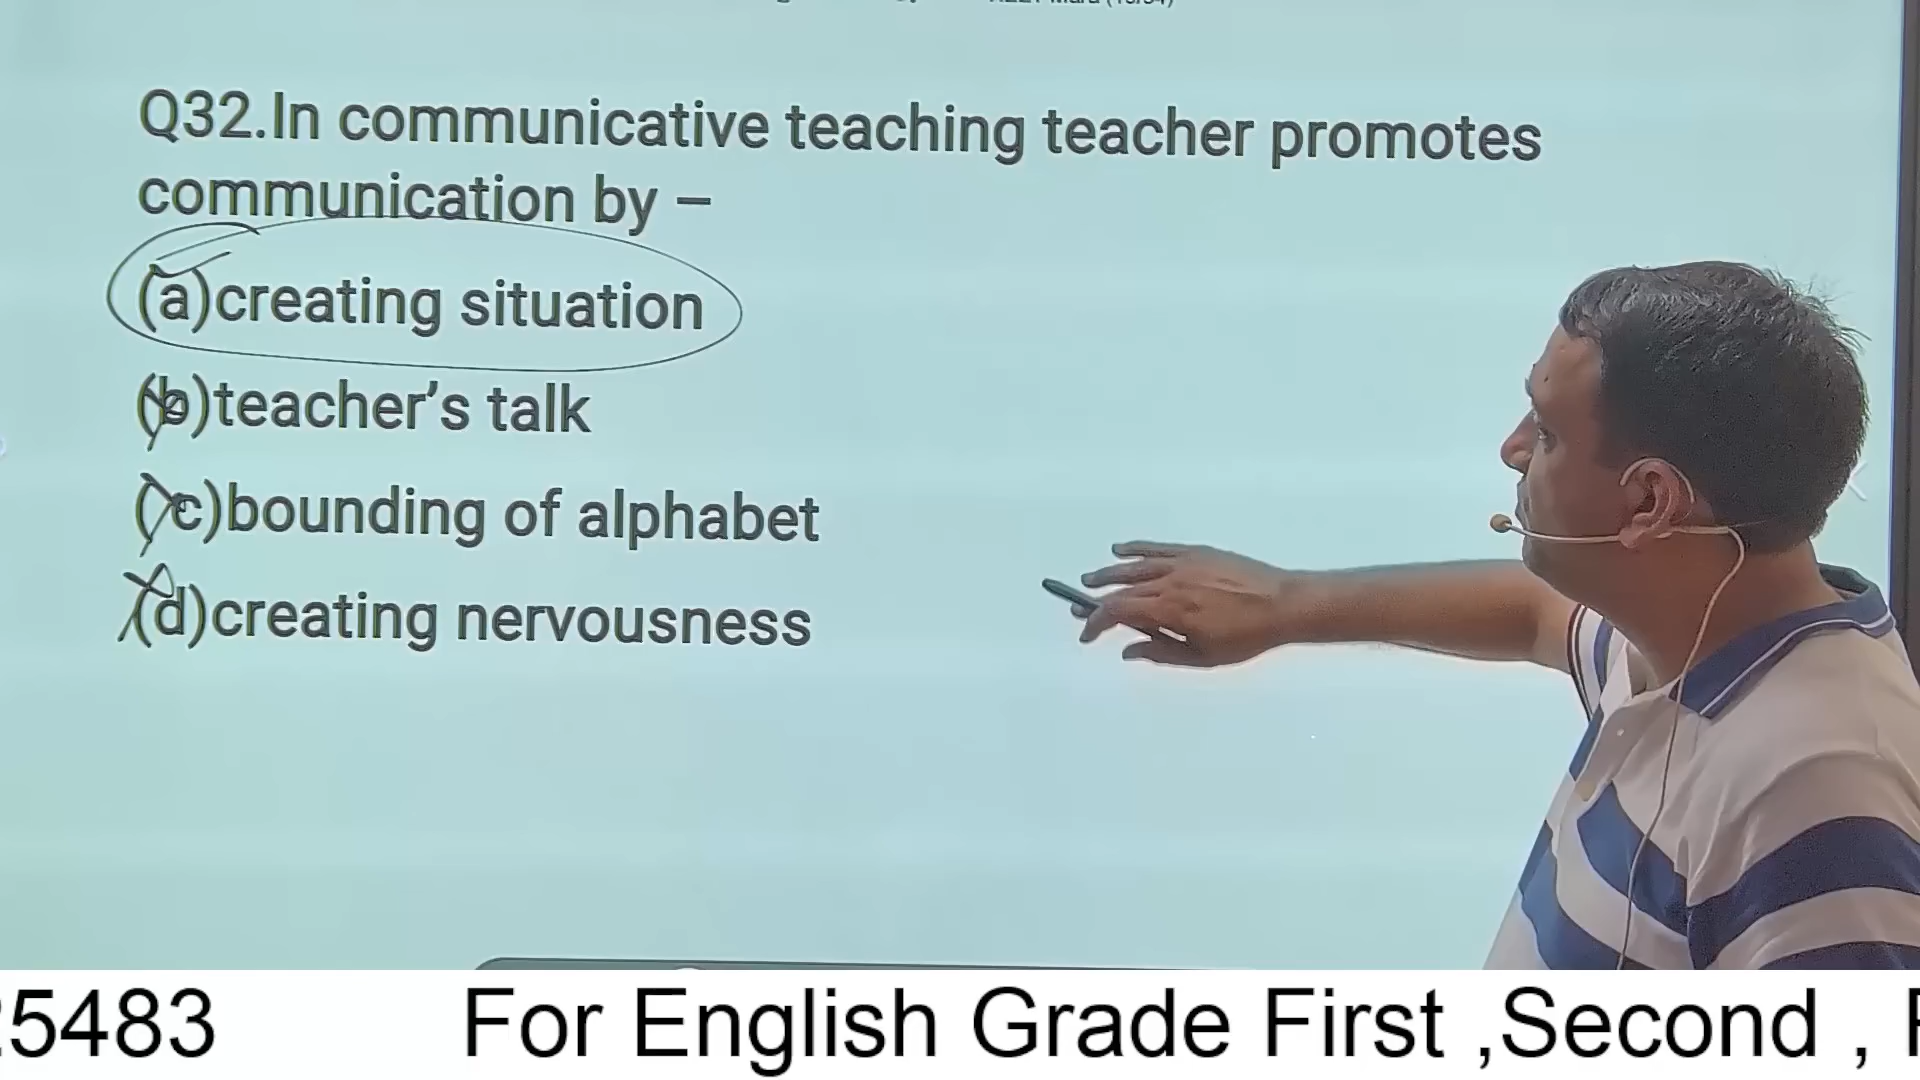 Q32.In communicative teaching teacher promotes
communication by –
(a)creating situation
(b)teacher's talk
(c)bounding of alphabet
(d)creating nervousness
5483 For English Grade First ,Second ,